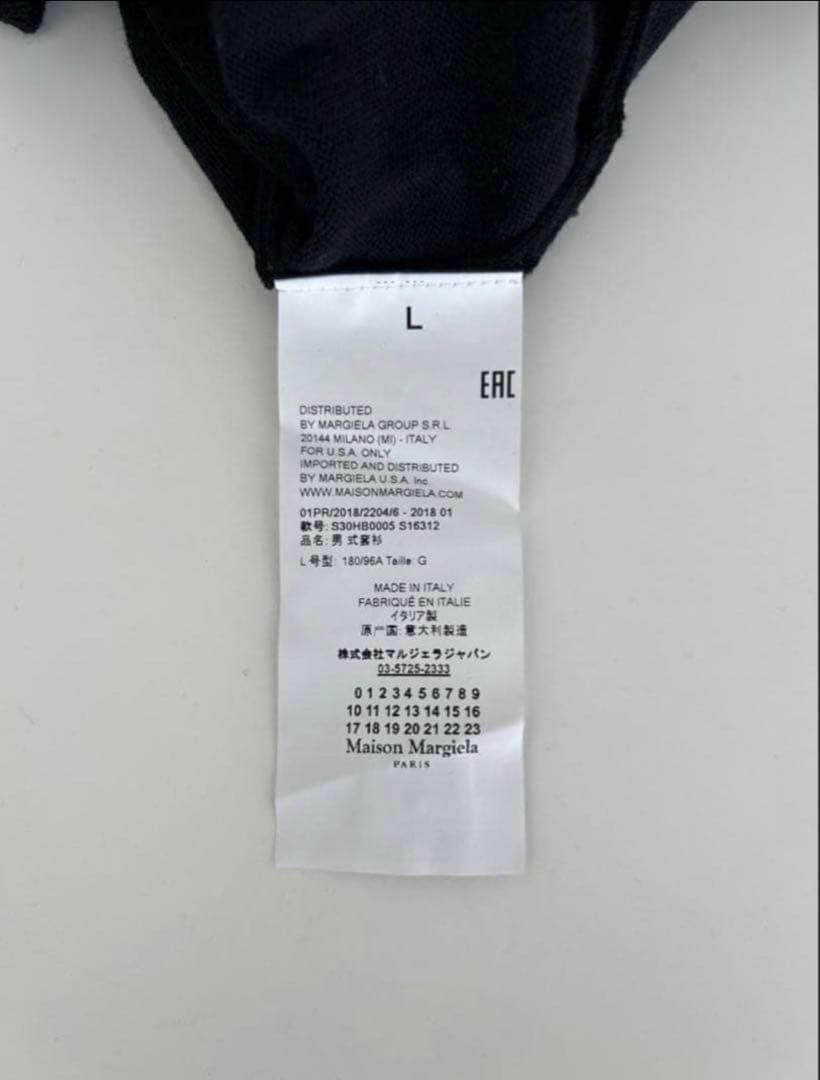 L
EAC
DISTRIBUTED
BY MARGIELA GROUP S.R.L
20144 MILANO (MI) - ITALY
FOR U.S.A. ONLY
IMPORTED AND DISTRIBUTED
BY MARGIELA U.S.A. Inc.
WWW.MAISONMARGIELA.COM
01PR/2018/2204/6 - 2018 01
款号: S30HB0005 S16312
品名: 男 式套衫
L 号型: 180/96A Taille: G
MADE IN ITALY
FABRIQUÉ EN ITALIE
イタリア製
原产国: 意大利製造
株式会社マルジェラジャパン
03-5725-2333
0 1 2 3 4 5 6 7 8 9
10 11 12 13 14 15 16
17 18 19 20 21 22 23
Maison Margiela
PARIS